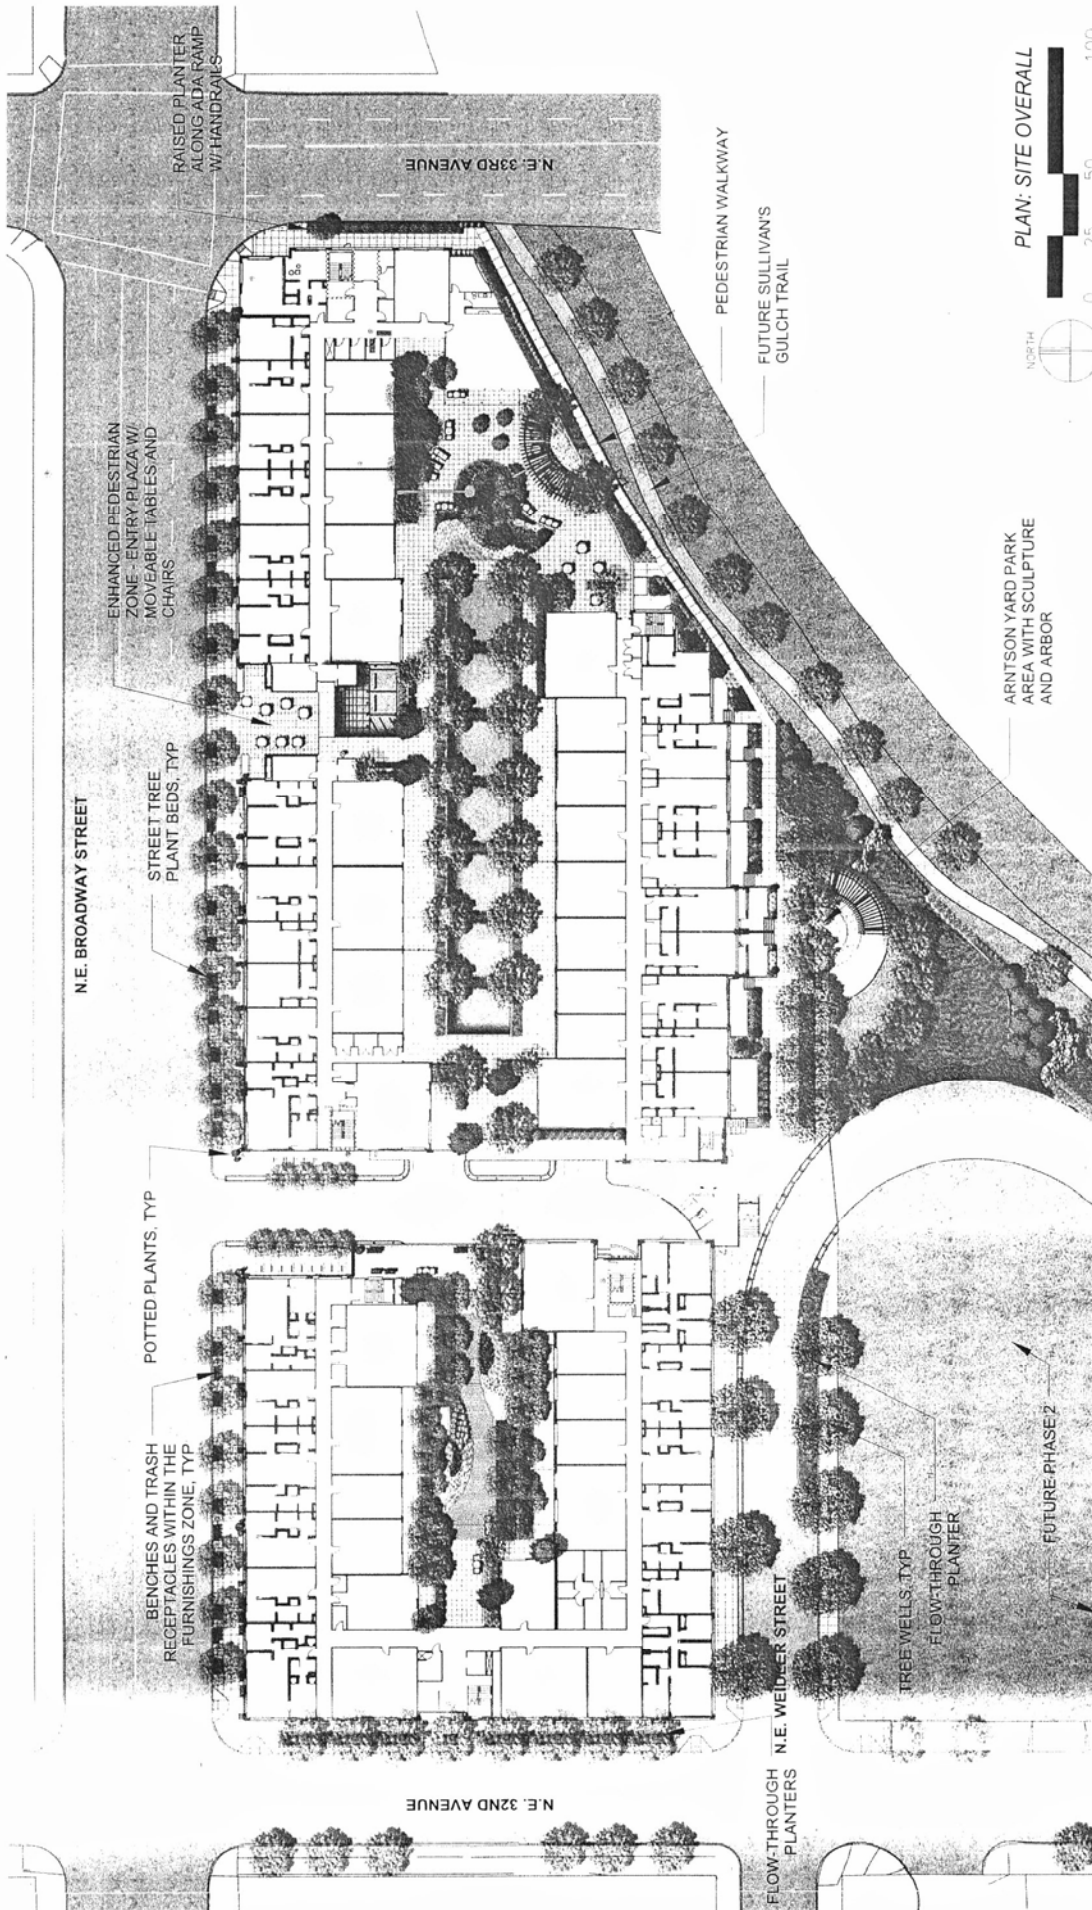 N.E. 32ND AVENUE
FLOW-THROUGH
PLANTERS
BENCHES AND TRASH
RECEPTACLES WITHIN THE
FURNISHINGS ZONE, TYP
POTTED PLANTS, TYP
N.E. BROADWAY STREET
STREET TREE
PLANT BEDS, TYP
ENHANCED PEDESTRIAN
ZONE - ENTRY PLAZA W/
MOVEABLE TABLES AND
CHAIRS
RAISED PLANTER
ALONG ADA RAMP
W/ HANDRAILS
N.E. 33RD AVENUE
N.E. WEIDLER STREET
TREE WELLS, TYP
FLOW-THROUGH
PLANTER
FUTURE PHASE 2
ARNTSON YARD PARK
AREA WITH SCULPTURE
AND ARBOR
PEDESTRIAN WALKWAY
FUTURE SULLIVAN'S
GULCH TRAIL
NORTH
PLAN: SITE OVERALL
0 25 50 100